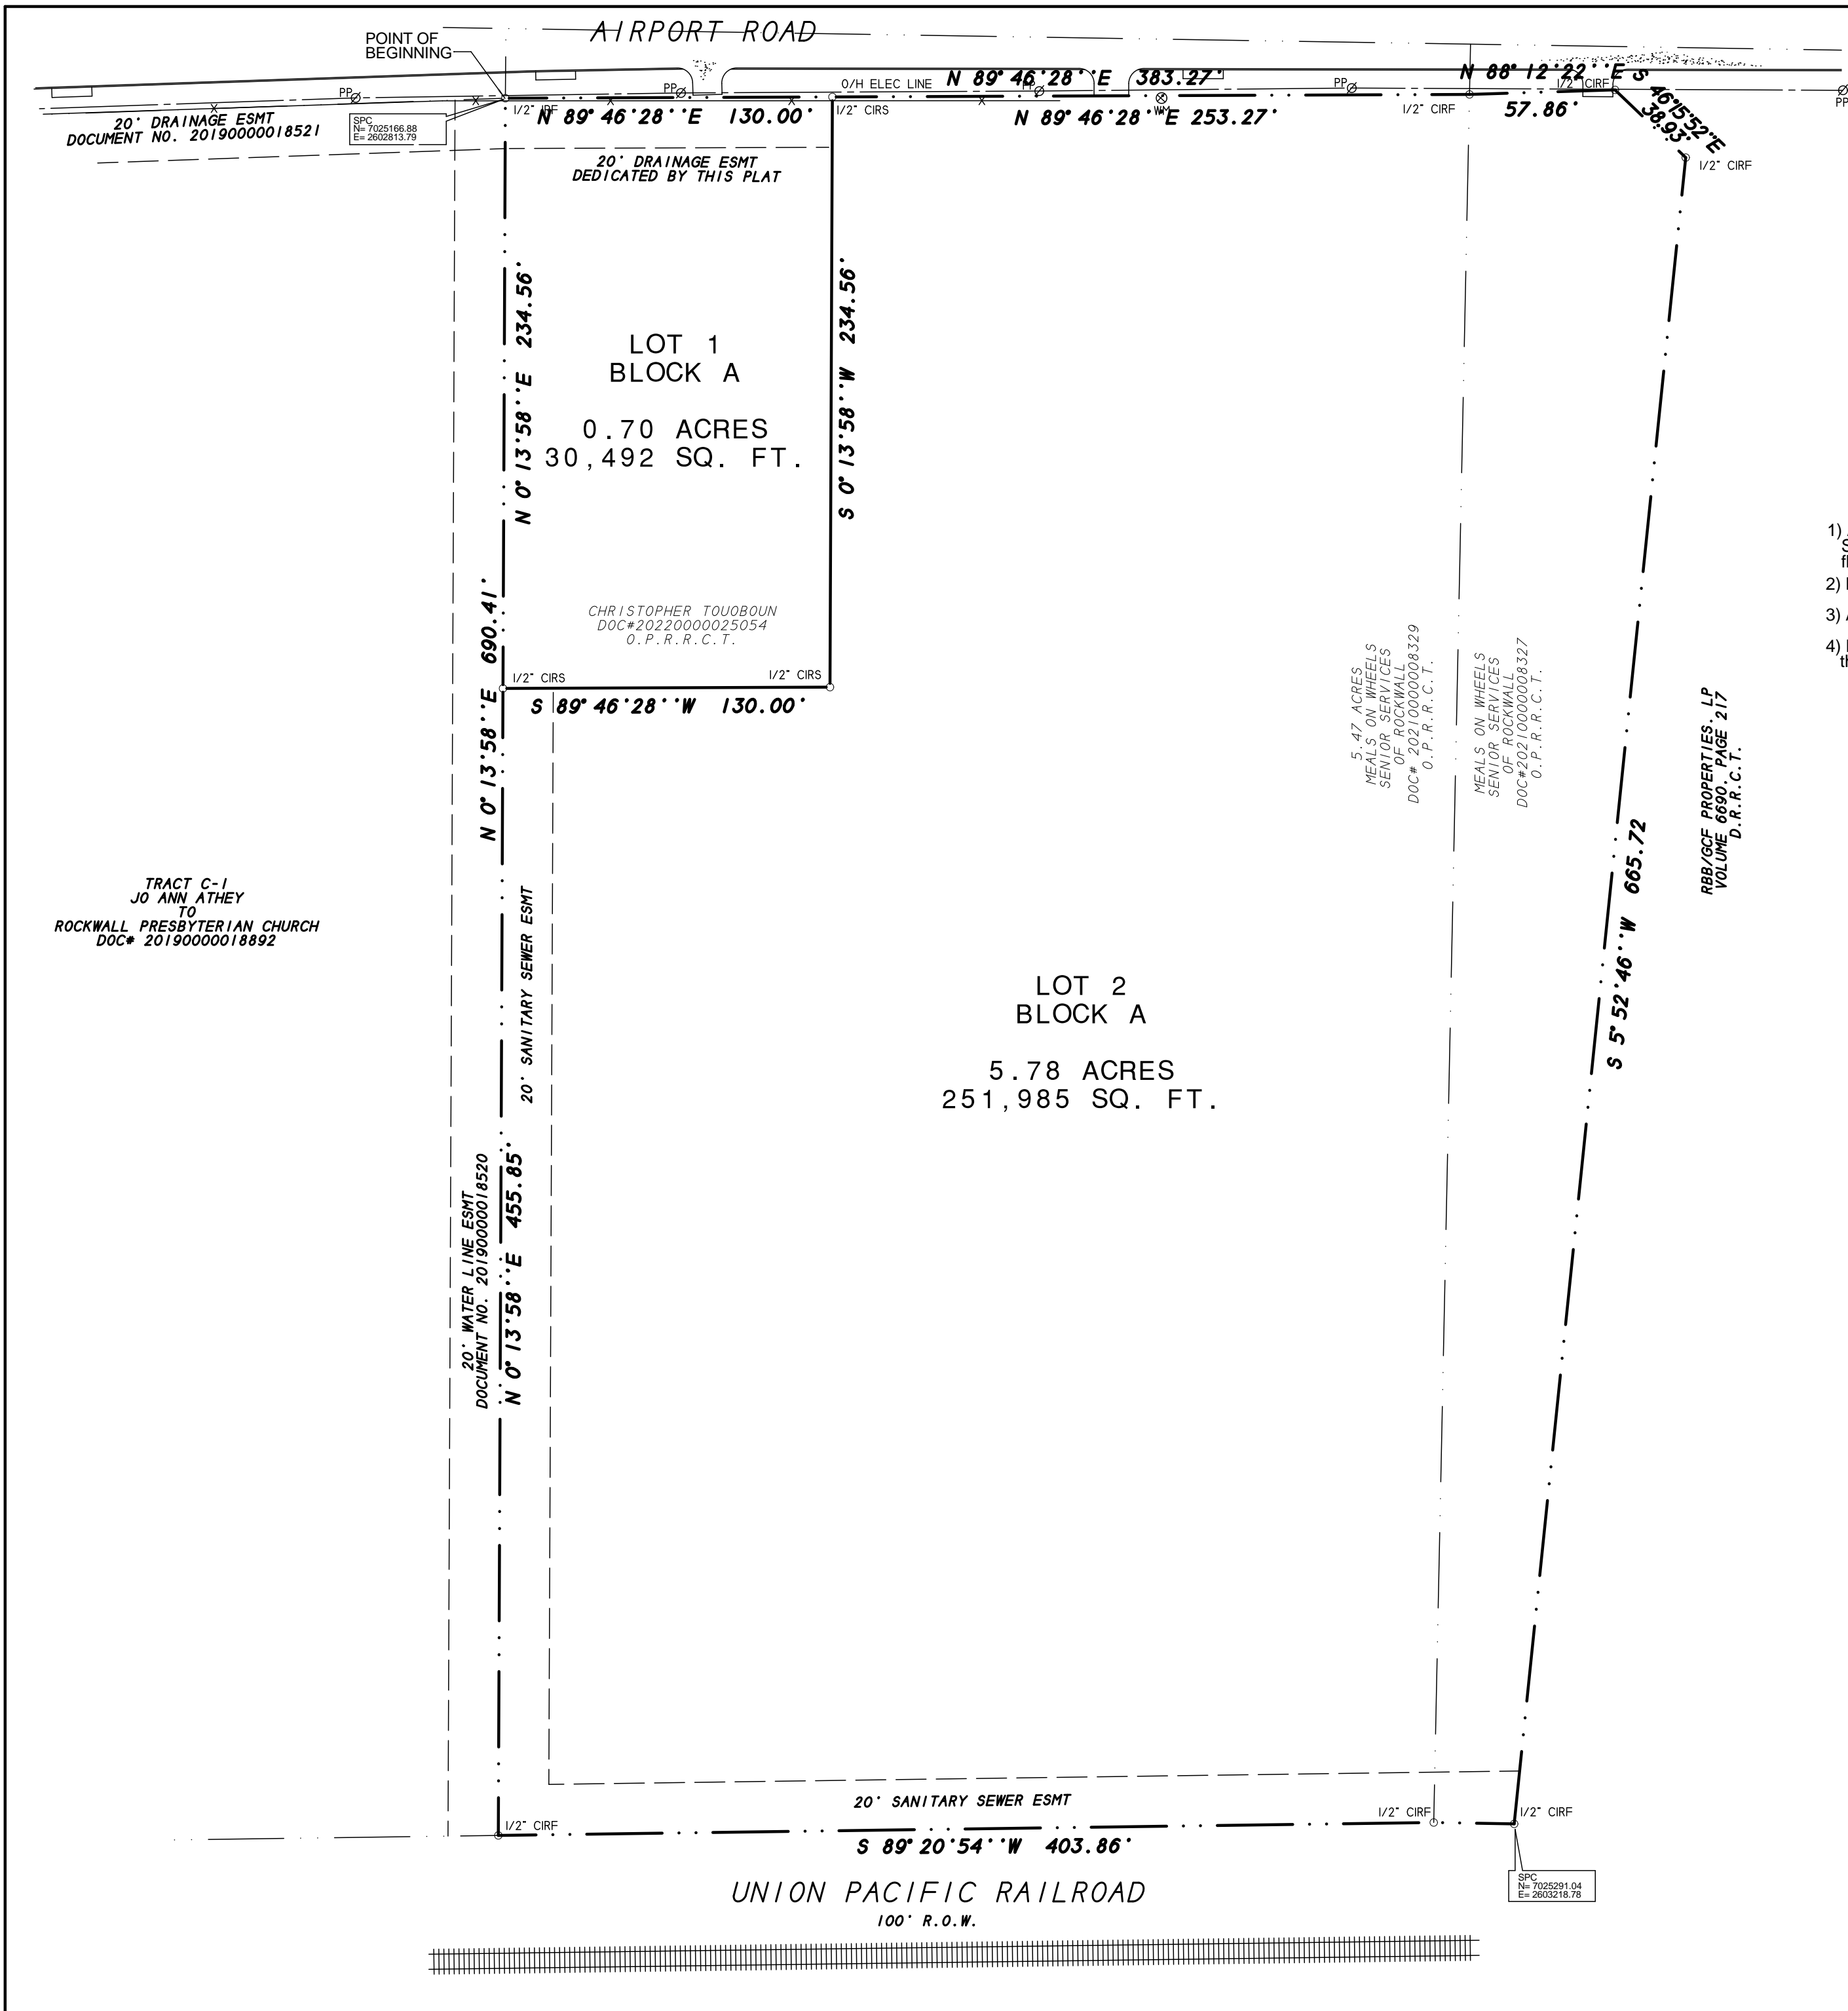 AIRPORT ROAD
POINT OF
BEGINNING
O/H ELEC LINE
N 89°46'28''E 383.27'
N 88°12'22''E
57.86'
S 46°15'52''E
38.93'
PP
PP
PP
PP
PP
WM
1/2" IRF
1/2" CIRS
1/2" CIRF
1/2" CIRF
1/2" CIRF
20' DRAINAGE ESMT
DOCUMENT NO. 20190000018521
SPC
N= 7025166.88
E= 2602813.79
N 89°46'28''E 130.00'
N 89°46'28''E 253.27'
20' DRAINAGE ESMT
DEDICATED BY THIS PLAT
N 0°13'58''E 234.56'
S 0°13'58''W 234.56'
LOT 1
BLOCK A
0.70 ACRES
30,492 SQ. FT.
CHRISTOPHER TOUOBOUN
DOC#20220000025054
O.P.R.R.C.T.
1/2" CIRS
1/2" CIRS
S 89°46'28''W 130.00'
N 0°13'58''E 690.41'
5.47 ACRES
MEALS ON WHEELS
SENIOR SERVICES
OF ROCKWALL
DOC# 20210000008329
O.P.R.R.C.T.
MEALS ON WHEELS
SENIOR SERVICES
OF ROCKWALL
DOC#20210000008327
O.P.R.R.C.T.
RBB/GCF PROPERTIES, LP
VOLUME 6690, PAGE 217
D.R.R.C.T.
S 5°52'46''W 665.72
1)
2)
3)
4)
TRACT C-1
JO ANN ATHEY
TO
ROCKWALL PRESBYTERIAN CHURCH
DOC# 20190000018892
20' SANITARY SEWER ESMT
LOT 2
BLOCK A
5.78 ACRES
251,985 SQ. FT.
20' WATER LINE ESMT
DOCUMENT NO. 20190000018520
N 0°13'58''E 455.85'
20' SANITARY SEWER ESMT
1/2" CIRF
1/2" CIRF
1/2" CIRF
S 89°20'54''W 403.86'
SPC
N= 7025291.04
E= 2603218.78
UNION PACIFIC RAILROAD
100' R.O.W.